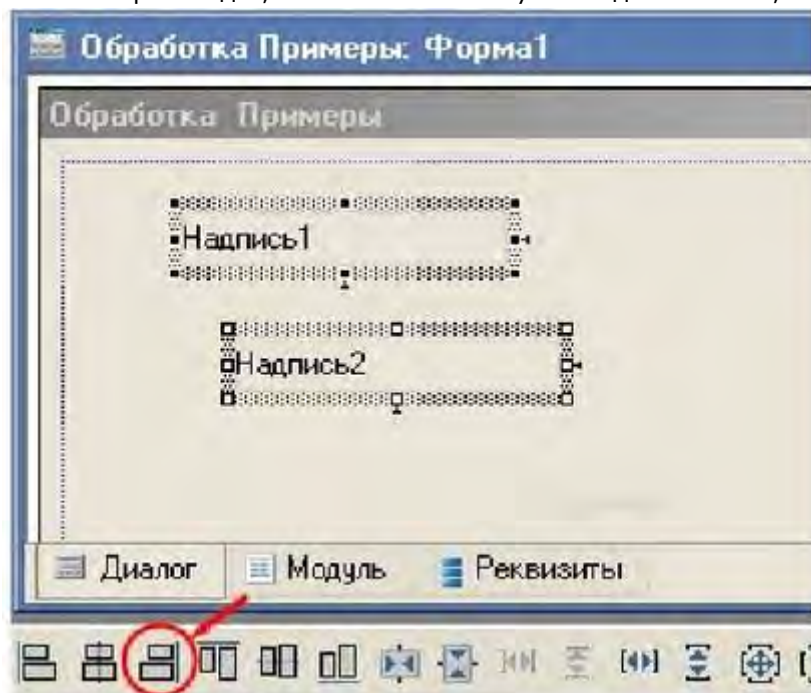 Обработка Примеры: Форма1
Обработка Примеры
Надпись1
Надпись2
Диалог Модуль Реквизиты